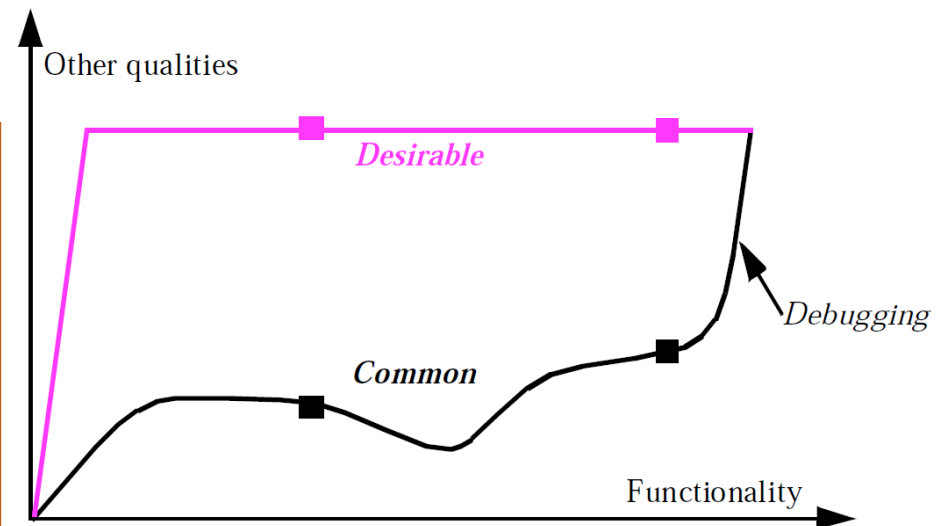 Other qualities
Desirable
Debugging
Common
Functionality